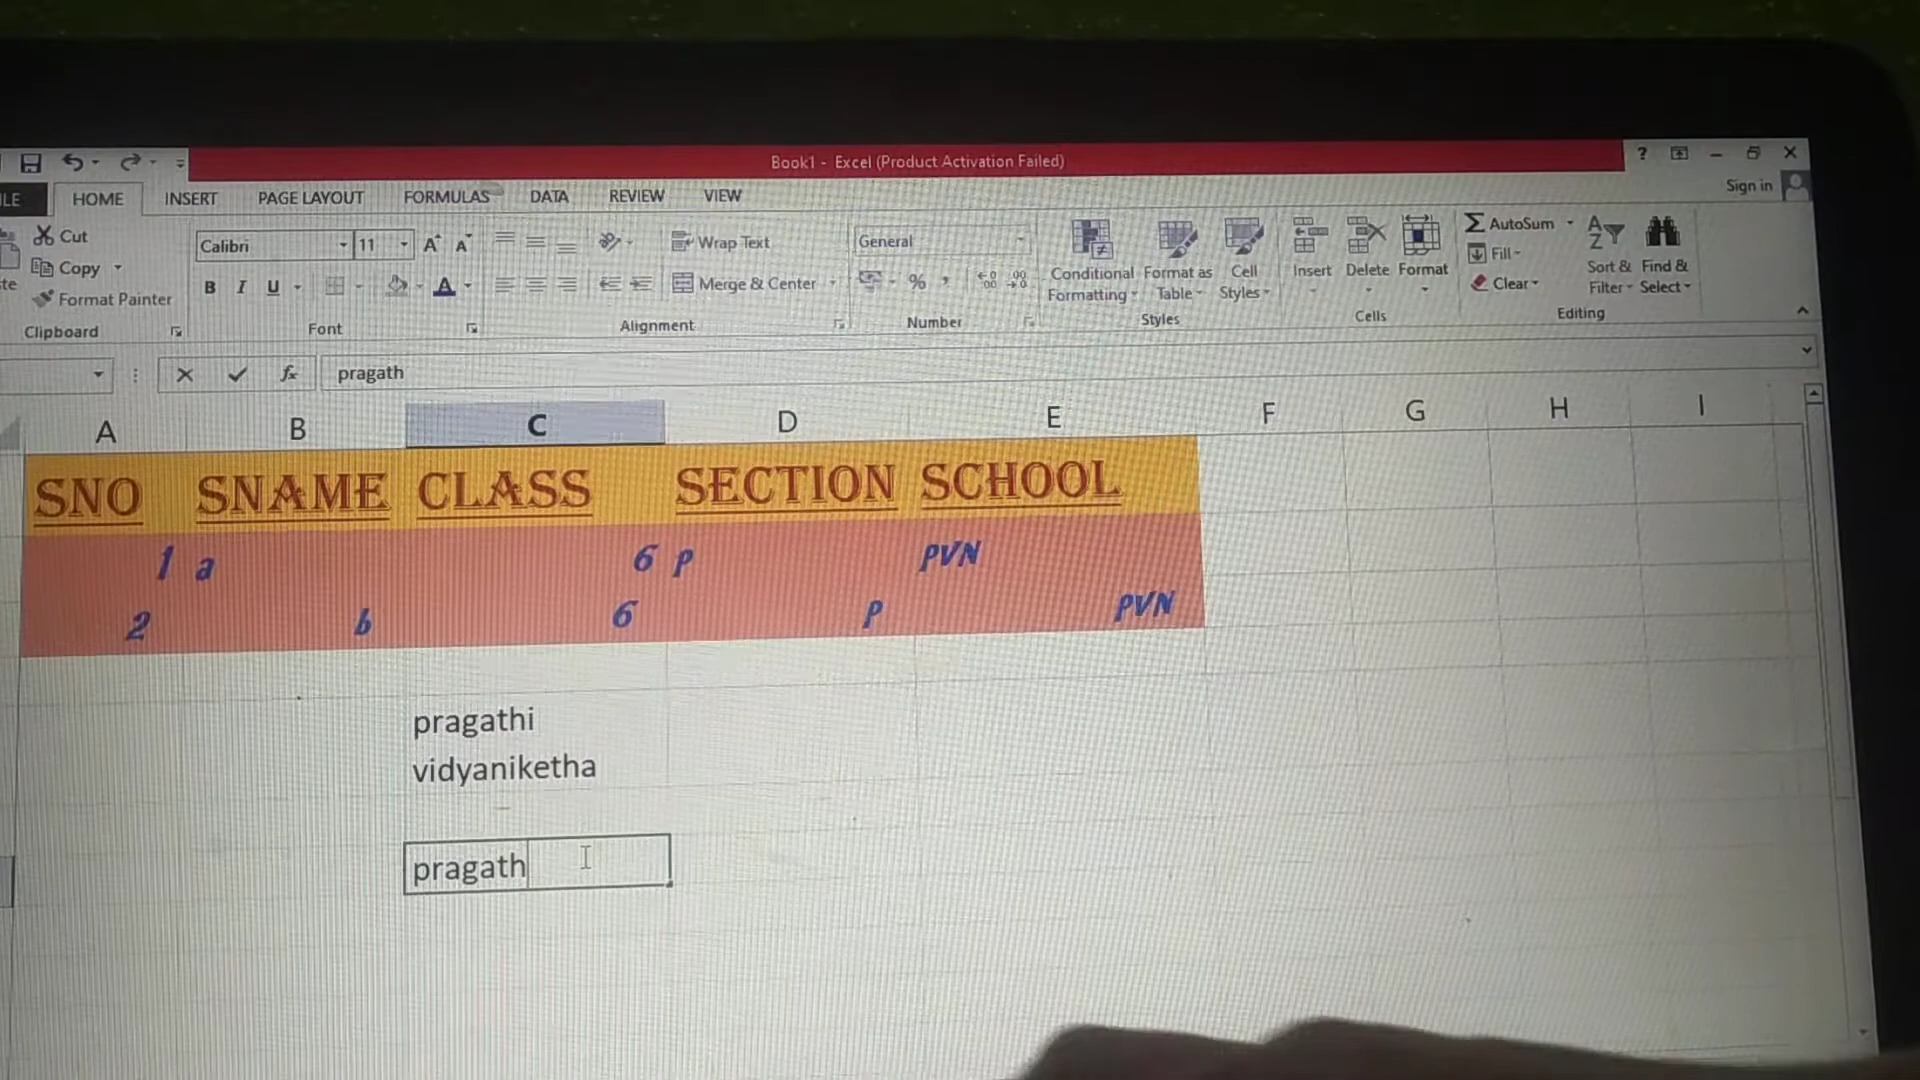 Book1 - Excel (Product Activation Failed)
?
Sign in
LE HOME INSERT PAGE LAYOUT FORMULAS DATA REVIEW VIEW
Cut
Copy
Format Painter
Clipboard
Calibri 11 A A
B I U A
Font
Wrap Text
Merge & Center
Alignment
General
% ,
Number
Conditional Formatting
Format as Table
Cell Styles
Styles
Insert Delete Format
Cells
AutoSum
Fill
Clear
Sort & Filter
Find & Select
Editing
fx pragath
A B C D E F G H I
SNO SNAME CLASS SECTION SCHOOL
1 a 6 P PVN
2 b 6 P PVN
pragathi
vidyaniketha
pragath